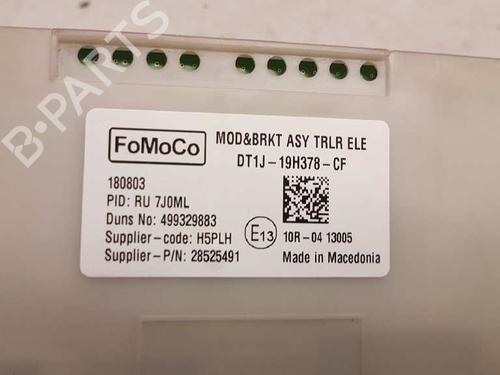 B-PARTS
FoMoCo
MOD&BRKT ASY TRLR ELE
DT1J-19H378-CF
180803
PID: RU 7J0ML
Duns No: 499329883
Supplier-code: H5PLH
Supplier-P/N: 28525491
E13
10R-04 13005
Made in Macedonia